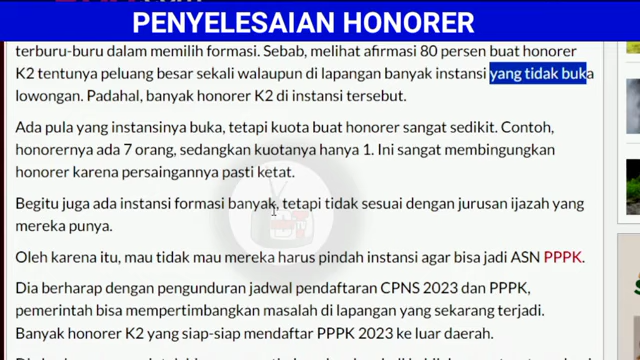 PENYELESAIAN HONORER
terburu-buru dalam memilih formasi. Sebab, melihat afirmasi 80 persen buat honorer
K2 tentunya peluang besar sekali walaupun di lapangan banyak instansi yang tidak buka
lowongan. Padahal, banyak honorer K2 di instansi tersebut.
Ada pula yang instansinya buka, tetapi kuota buat honorer sangat sedikit. Contoh,
honorernya ada 7 orang, sedangkan kuotanya hanya 1. Ini sangat membingungkan
honorer karena persaingannya pasti ketat.
Begitu juga ada instansi formasi banyak, tetapi tidak sesuai dengan jurusan ijazah yang
mereka punya.
Oleh karena itu, mau tidak mau mereka harus pindah instansi agar bisa jadi ASN PPPK.
Dia berharap dengan pengunduran jadwal pendaftaran CPNS 2023 dan PPPK,
pemerintah bisa mempertimbangkan masalah di lapangan yang sekarang terjadi.
Banyak honorer K2 yang siap-siap mendaftar PPPK 2023 ke luar daerah.